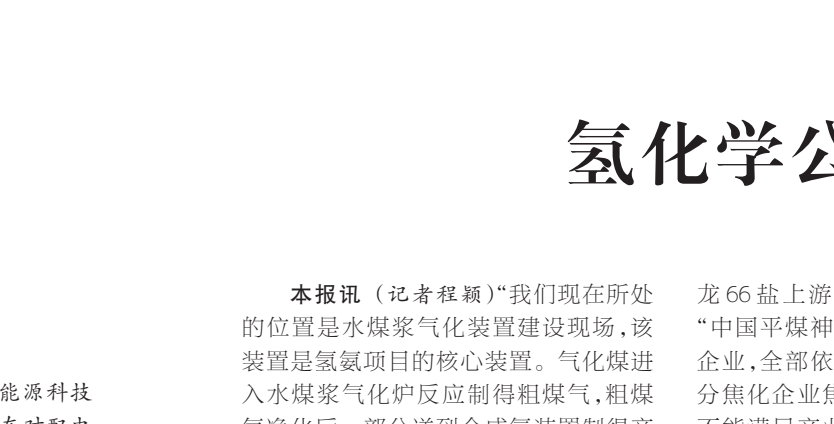 氢化学
本报讯（记者程颖）“我们现在所处
的位置是水煤浆气化装置建设现场，该
装置是氢氨项目的核心装置。气化煤进
入水煤浆气化炉反应制得粗煤气，粗煤
龙 66 盐上游
“中国平煤神
企业，全部依
分焦化企业焦
能源科技